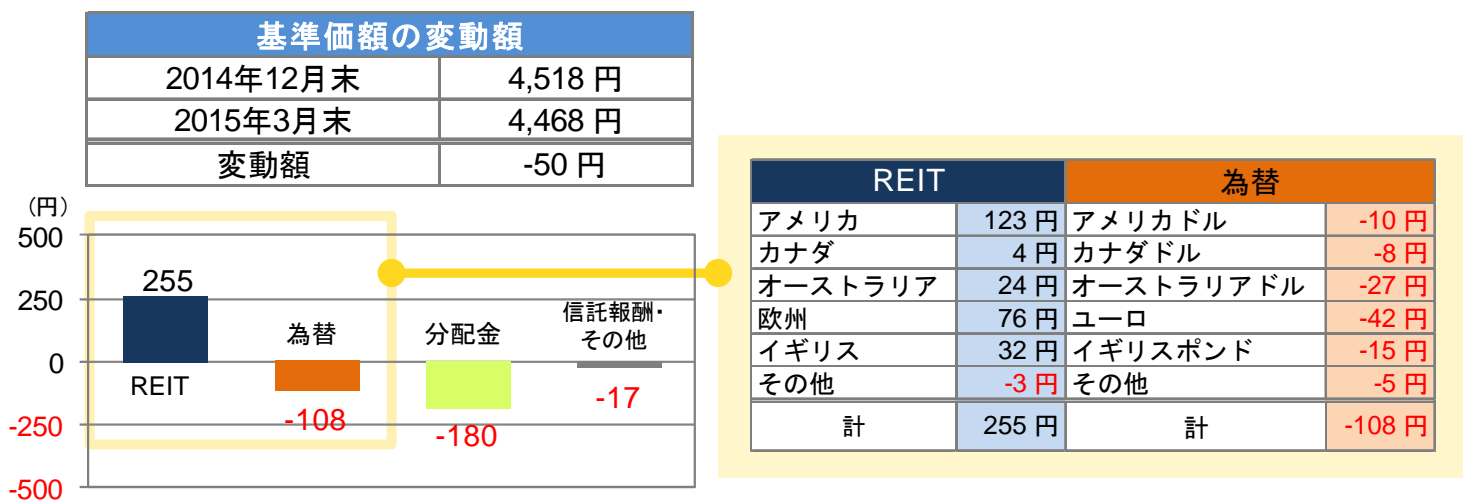 基準価額の変動額
2014年12月末 4,518 円
2015年3月末 4,468 円
変動額 -50 円
(円)
500
250
0
-250
-500
255
REIT
為替
-108
分配金
-180
信託報酬・
その他
-17
REIT 為替
アメリカ 123 円 アメリカドル -10 円
カナダ 4 円 カナダドル -8 円
オーストラリア 24 円 オーストラリアドル -27 円
欧州 76 円 ユーロ -42 円
イギリス 32 円 イギリスポンド -15 円
その他 -3 円 その他 -5 円
計 255 円 計 -108 円